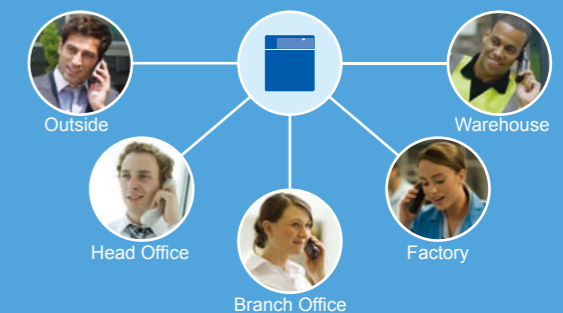 Outside
Warehouse
Head Office
Factory
Branch Office